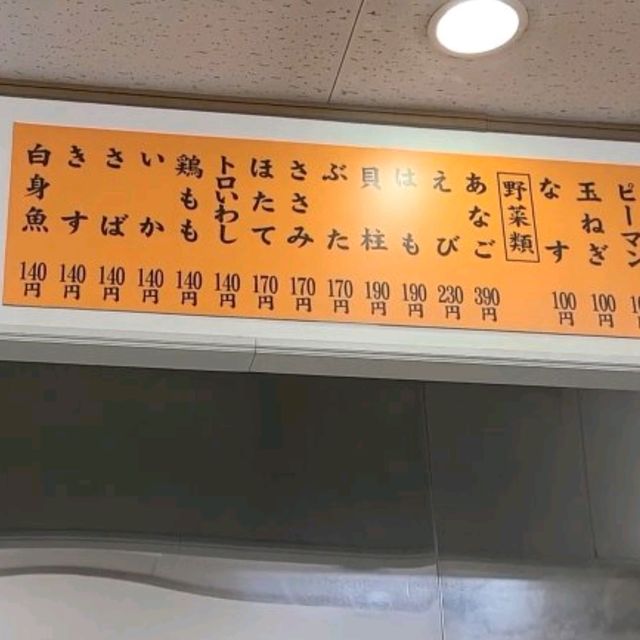 白身魚 140円
きす 140円
さば 140円
いか 140円
鶏もも 140円
トロいわし 140円
ほたて 170円
ささみ 170円
ぶた 170円
貝柱 190円
はも 190円
えび 230円
あなご 390円
野菜類
なす 100円
玉ねぎ 100円
ピーマン